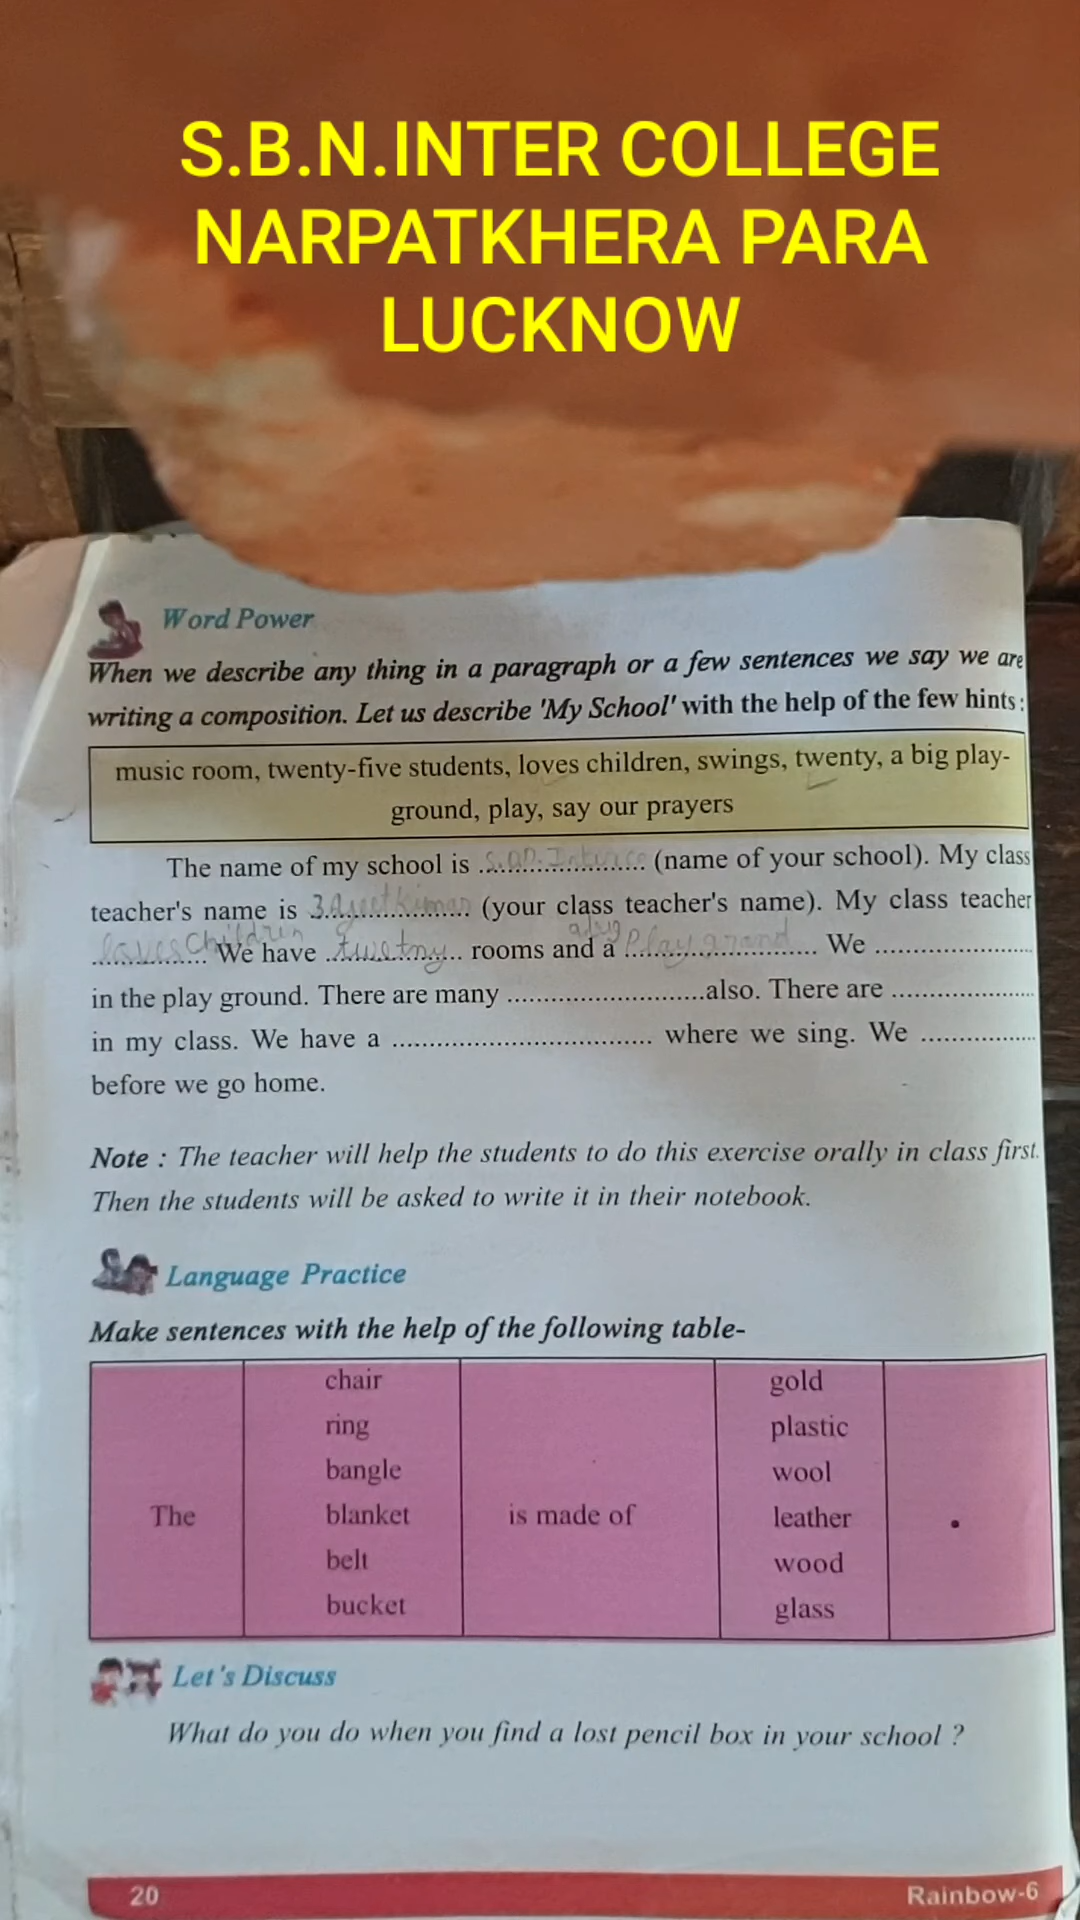 S.B.N.INTER COLLEGE
NARPATKHERA PARA
LUCKNOW
Word Power
When we describe any thing in a paragraph or a few sentences we say we are
writing a composition. Let us describe 'My School' with the help of the few hints :
music room, twenty-five students, loves children, swings, twenty, a big play-
ground, play, say our prayers
The name of my school is ........................ (name of your school). My class
teacher's name is ........................ (your class teacher's name). My class teacher
loves Children
a big
................. We have twetny rooms and a Play grand We ........................
in the play ground. There are many .............................also. There are .....................
in my class. We have a ...................................... where we sing. We .................
before we go home.
Note : The teacher will help the students to do this exercise orally in class first.
Then the students will be asked to write it in their notebook.
Language Practice
Make sentences with the help of the following table-
chair gold
ring plastic
bangle wool
The blanket is made of leather .
belt wood
bucket glass
Let's Discuss
What do you do when you find a lost pencil box in your school ?
20 Rainbow-6